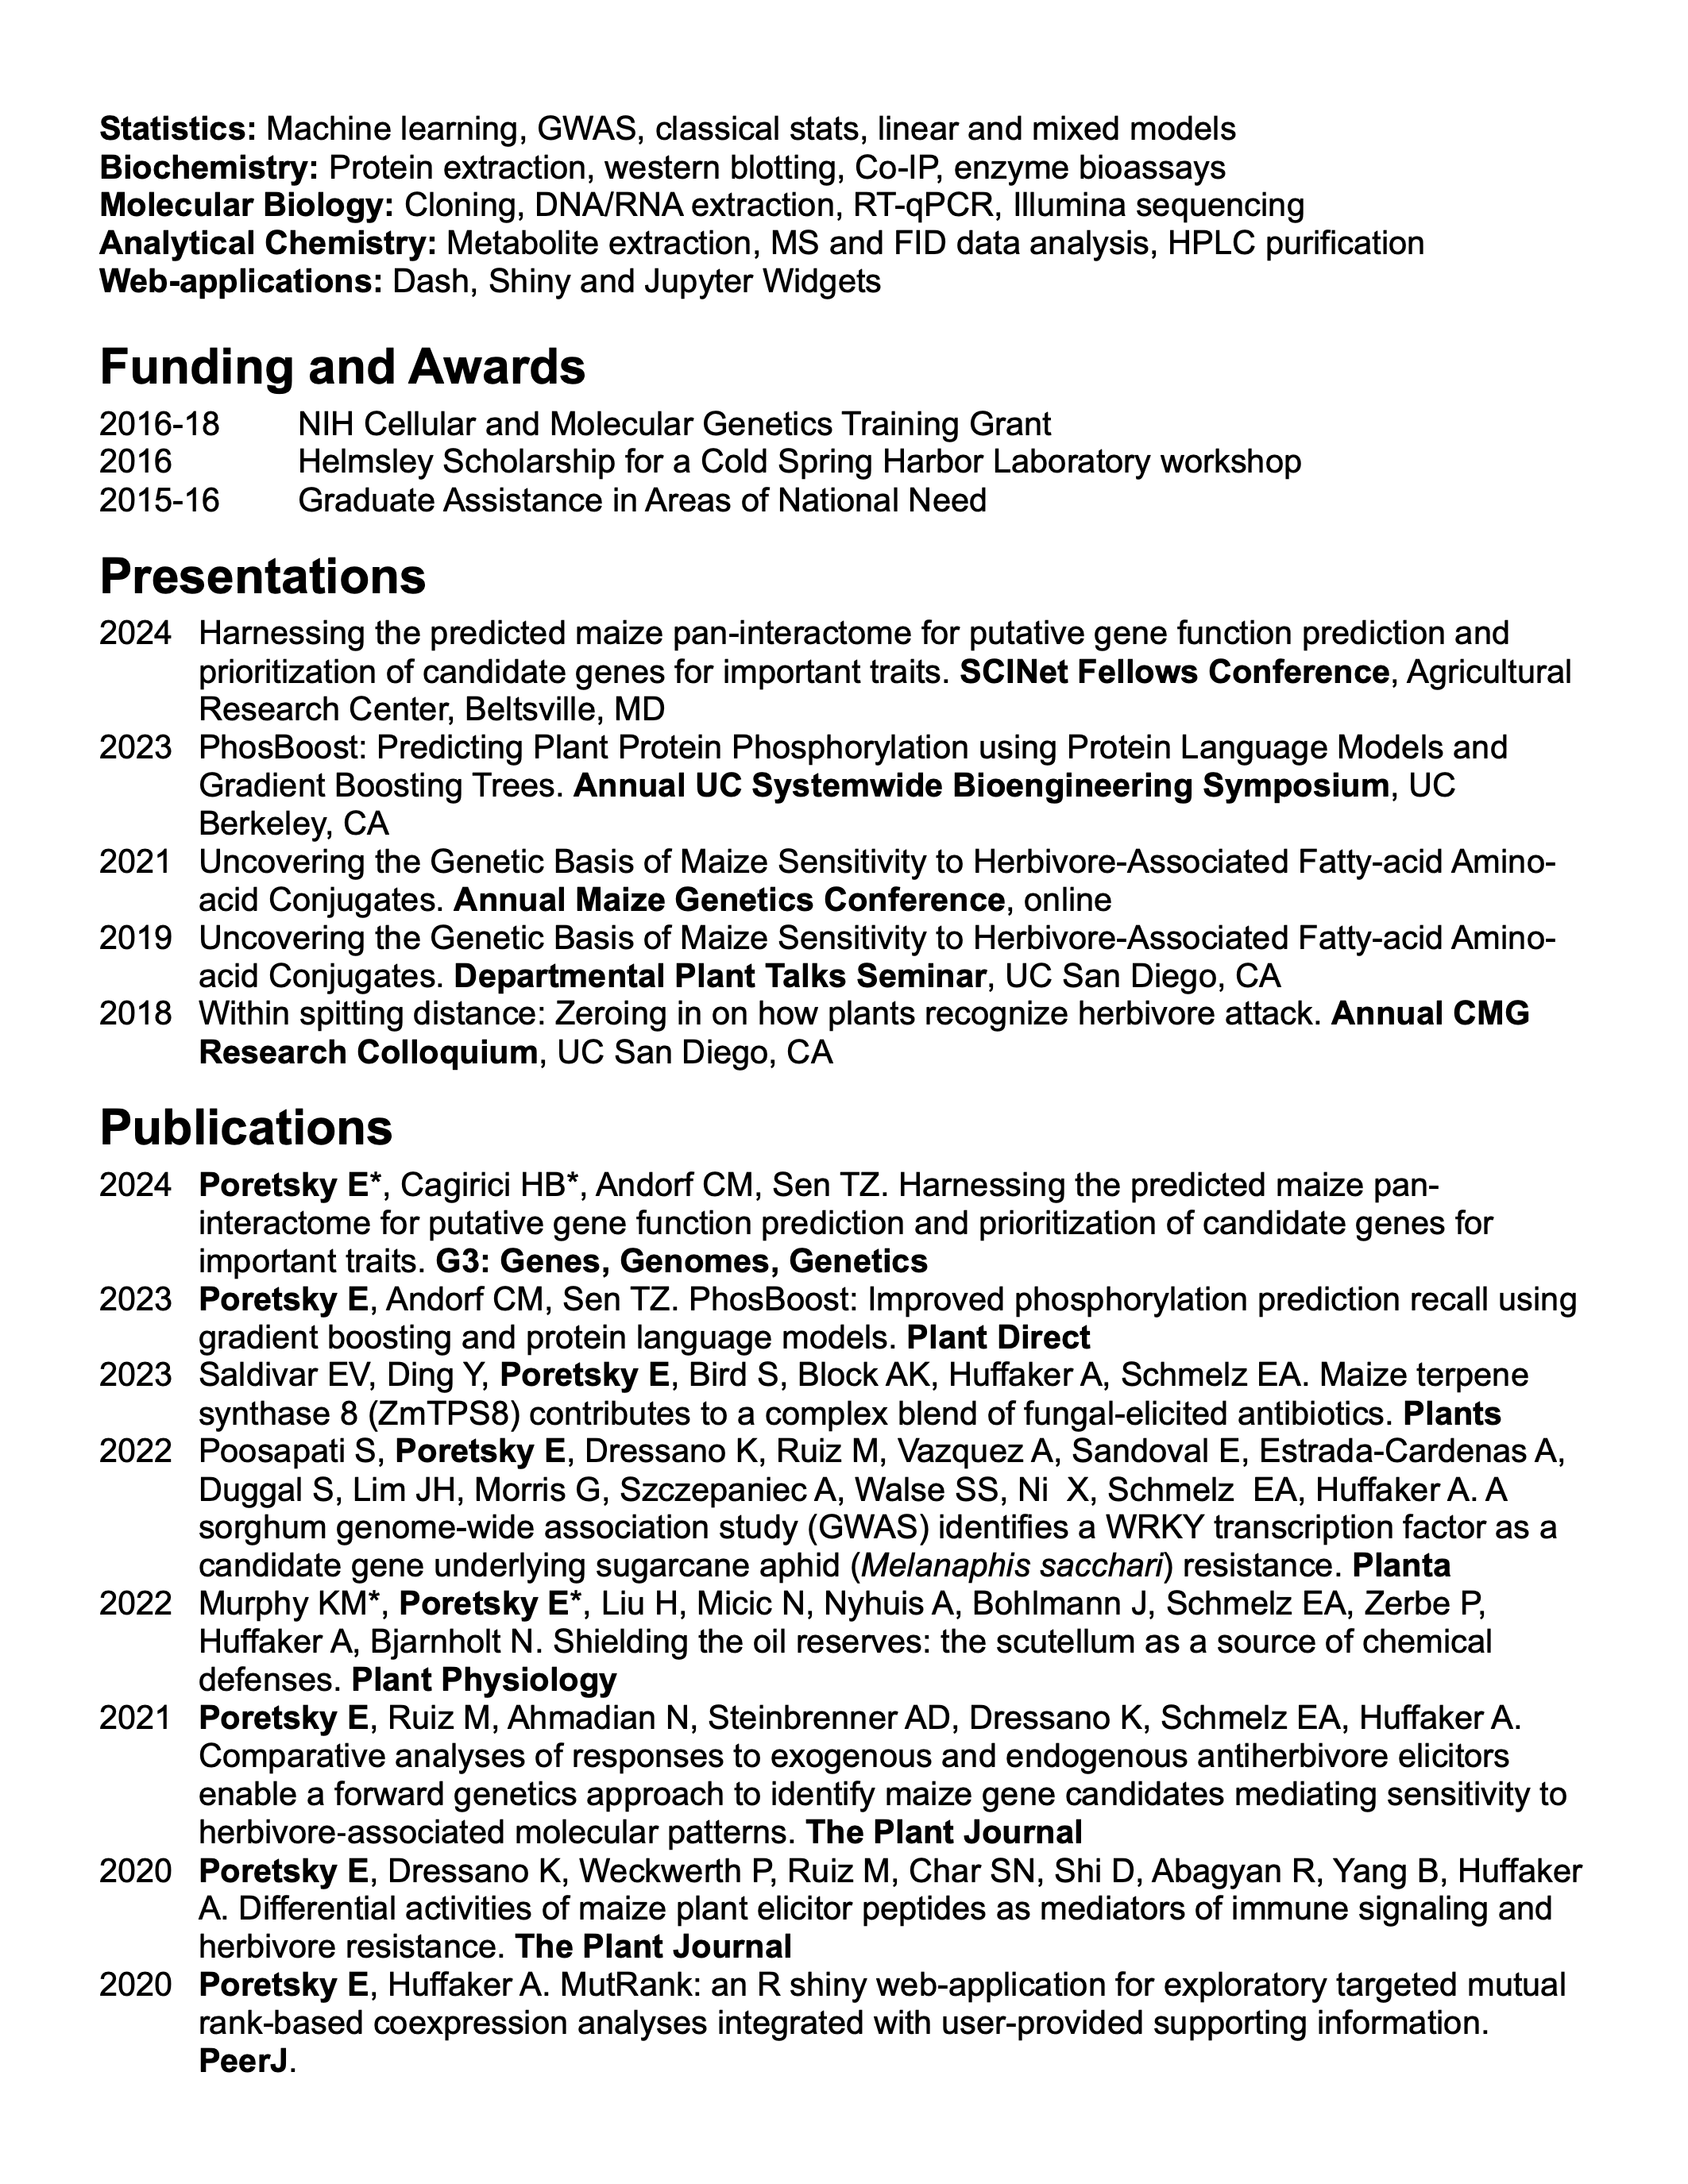 Statistics: Machine learning, GWAS, classical stats, linear and mixed models
Biochemistry: Protein extraction, western blotting, Co-IP, enzyme bioassays
Molecular Biology: Cloning, DNA/RNA extraction, RT-qPCR, Illumina sequencing
Analytical Chemistry: Metabolite extraction, MS and FID data analysis, HPLC purification
Web-applications: Dash, Shiny and Jupyter Widgets
Funding and Awards
2016-18 NIH Cellular and Molecular Genetics Training Grant
2016 Helmsley Scholarship for a Cold Spring Harbor Laboratory workshop
2015-16 Graduate Assistance in Areas of National Need
Presentations
2024 Harnessing the predicted maize pan-interactome for putative gene function prediction and
prioritization of candidate genes for important traits. SCINet Fellows Conference, Agricultural
Research Center, Beltsville, MD
2023 PhosBoost: Predicting Plant Protein Phosphorylation using Protein Language Models and
Gradient Boosting Trees. Annual UC Systemwide Bioengineering Symposium, UC
Berkeley, CA
2021 Uncovering the Genetic Basis of Maize Sensitivity to Herbivore-Associated Fatty-acid Amino-
acid Conjugates. Annual Maize Genetics Conference, online
2019 Uncovering the Genetic Basis of Maize Sensitivity to Herbivore-Associated Fatty-acid Amino-
acid Conjugates. Departmental Plant Talks Seminar, UC San Diego, CA
2018 Within spitting distance: Zeroing in on how plants recognize herbivore attack. Annual CMG
Research Colloquium, UC San Diego, CA
Publications
2024 Poretsky E*, Cagirici HB*, Andorf CM, Sen TZ. Harnessing the predicted maize pan-
interactome for putative gene function prediction and prioritization of candidate genes for
important traits. G3: Genes, Genomes, Genetics
2023 Poretsky E, Andorf CM, Sen TZ. PhosBoost: Improved phosphorylation prediction recall using
gradient boosting and protein language models. Plant Direct
2023 Saldivar EV, Ding Y, Poretsky E, Bird S, Block AK, Huffaker A, Schmelz EA. Maize terpene
synthase 8 (ZmTPS8) contributes to a complex blend of fungal-elicited antibiotics. Plants
2022 Poosapati S, Poretsky E, Dressano K, Ruiz M, Vazquez A, Sandoval E, Estrada-Cardenas A,
Duggal S, Lim JH, Morris G, Szczepaniec A, Walse SS, Ni X, Schmelz EA, Huffaker A. A
sorghum genome-wide association study (GWAS) identifies a WRKY transcription factor as a
candidate gene underlying sugarcane aphid (Melanaphis sacchari) resistance. Planta
2022 Murphy KM*, Poretsky E*, Liu H, Micic N, Nyhuis A, Bohlmann J, Schmelz EA, Zerbe P,
Huffaker A, Bjarnholt N. Shielding the oil reserves: the scutellum as a source of chemical
defenses. Plant Physiology
2021 Poretsky E, Ruiz M, Ahmadian N, Steinbrenner AD, Dressano K, Schmelz EA, Huffaker A.
Comparative analyses of responses to exogenous and endogenous antiherbivore elicitors
enable a forward genetics approach to identify maize gene candidates mediating sensitivity to
herbivore-associated molecular patterns. The Plant Journal
2020 Poretsky E, Dressano K, Weckwerth P, Ruiz M, Char SN, Shi D, Abagyan R, Yang B, Huffaker
A. Differential activities of maize plant elicitor peptides as mediators of immune signaling and
herbivore resistance. The Plant Journal
2020 Poretsky E, Huffaker A. MutRank: an R shiny web-application for exploratory targeted mutual
rank-based coexpression analyses integrated with user-provided supporting information.
PeerJ.